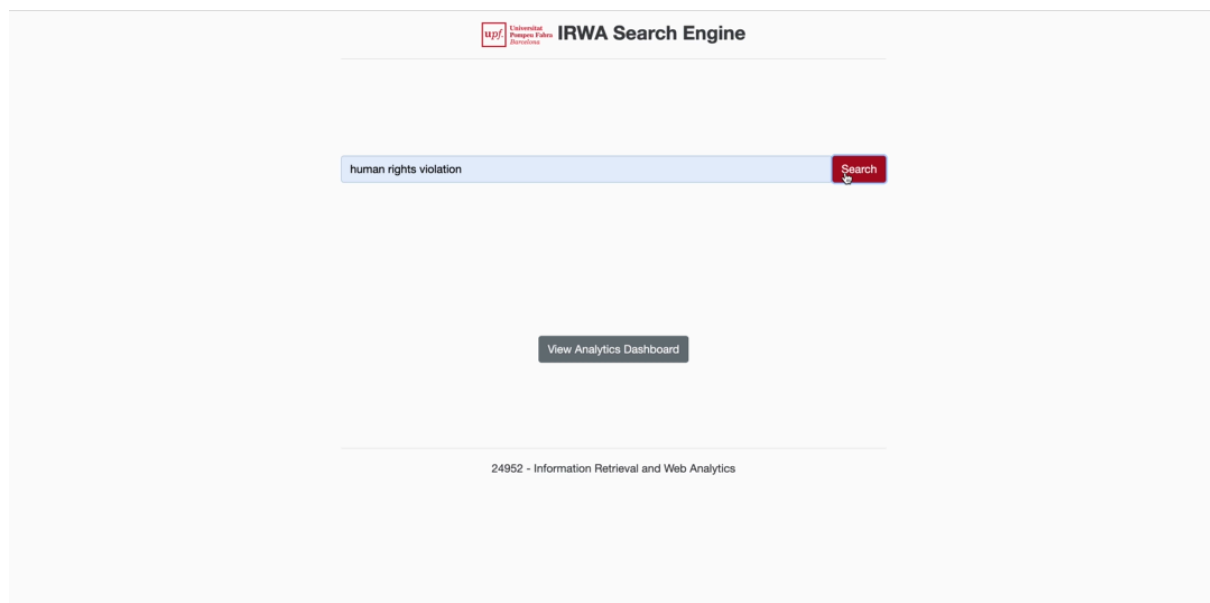 upf. Universitat
Pompeu Fabra
Barcelona
IRWA Search Engine
human rights violation
Search
View Analytics Dashboard
24952 - Information Retrieval and Web Analytics